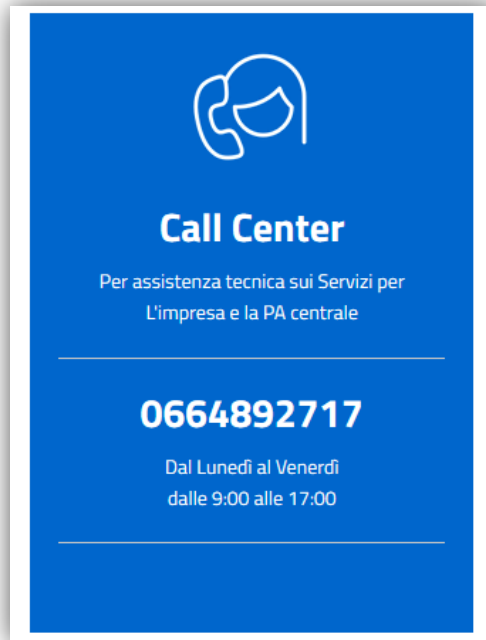 Call Center
Per assistenza tecnica sui Servizi per
L'impresa e la PA centrale
0664892717
Dal Lunedì al Venerdì
dalle 9:00 alle 17:00